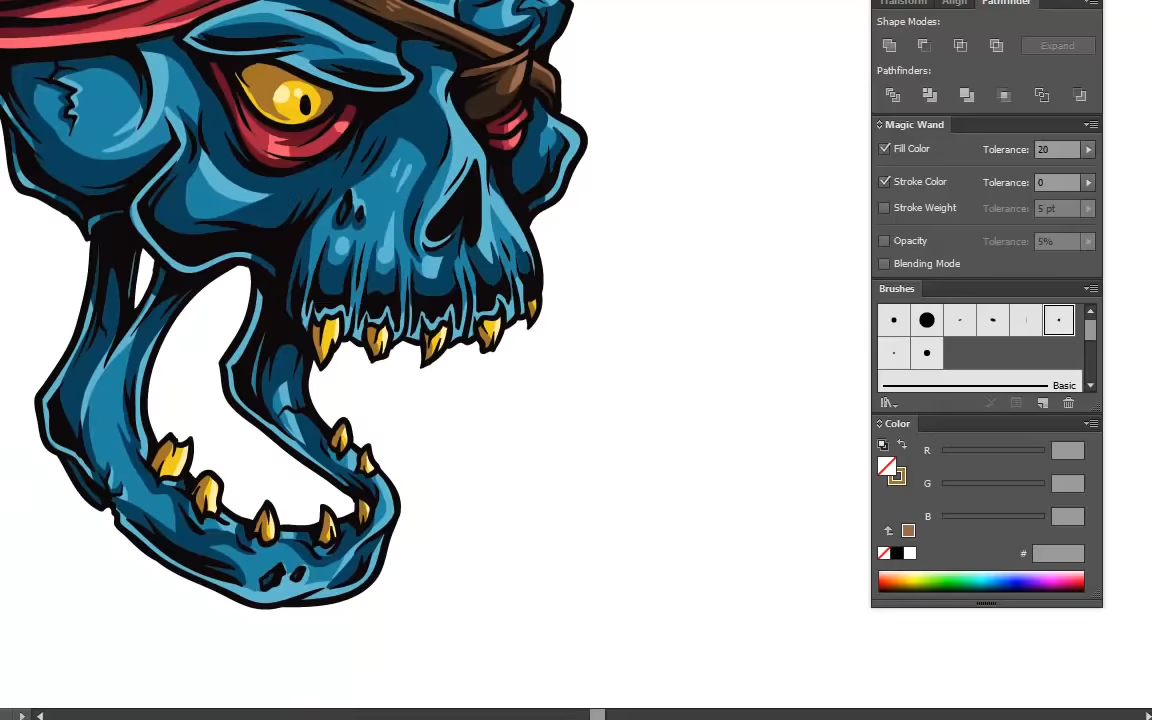 Transform Align Pathfinder
Shape Modes:
Expand
Pathfinders:
Magic Wand
Fill Color Tolerance: 20
Stroke Color Tolerance: 0
Stroke Weight Tolerance: 5 pt
Opacity Tolerance: 5%
Blending Mode
Brushes
Basic
Color
R
G
B
#